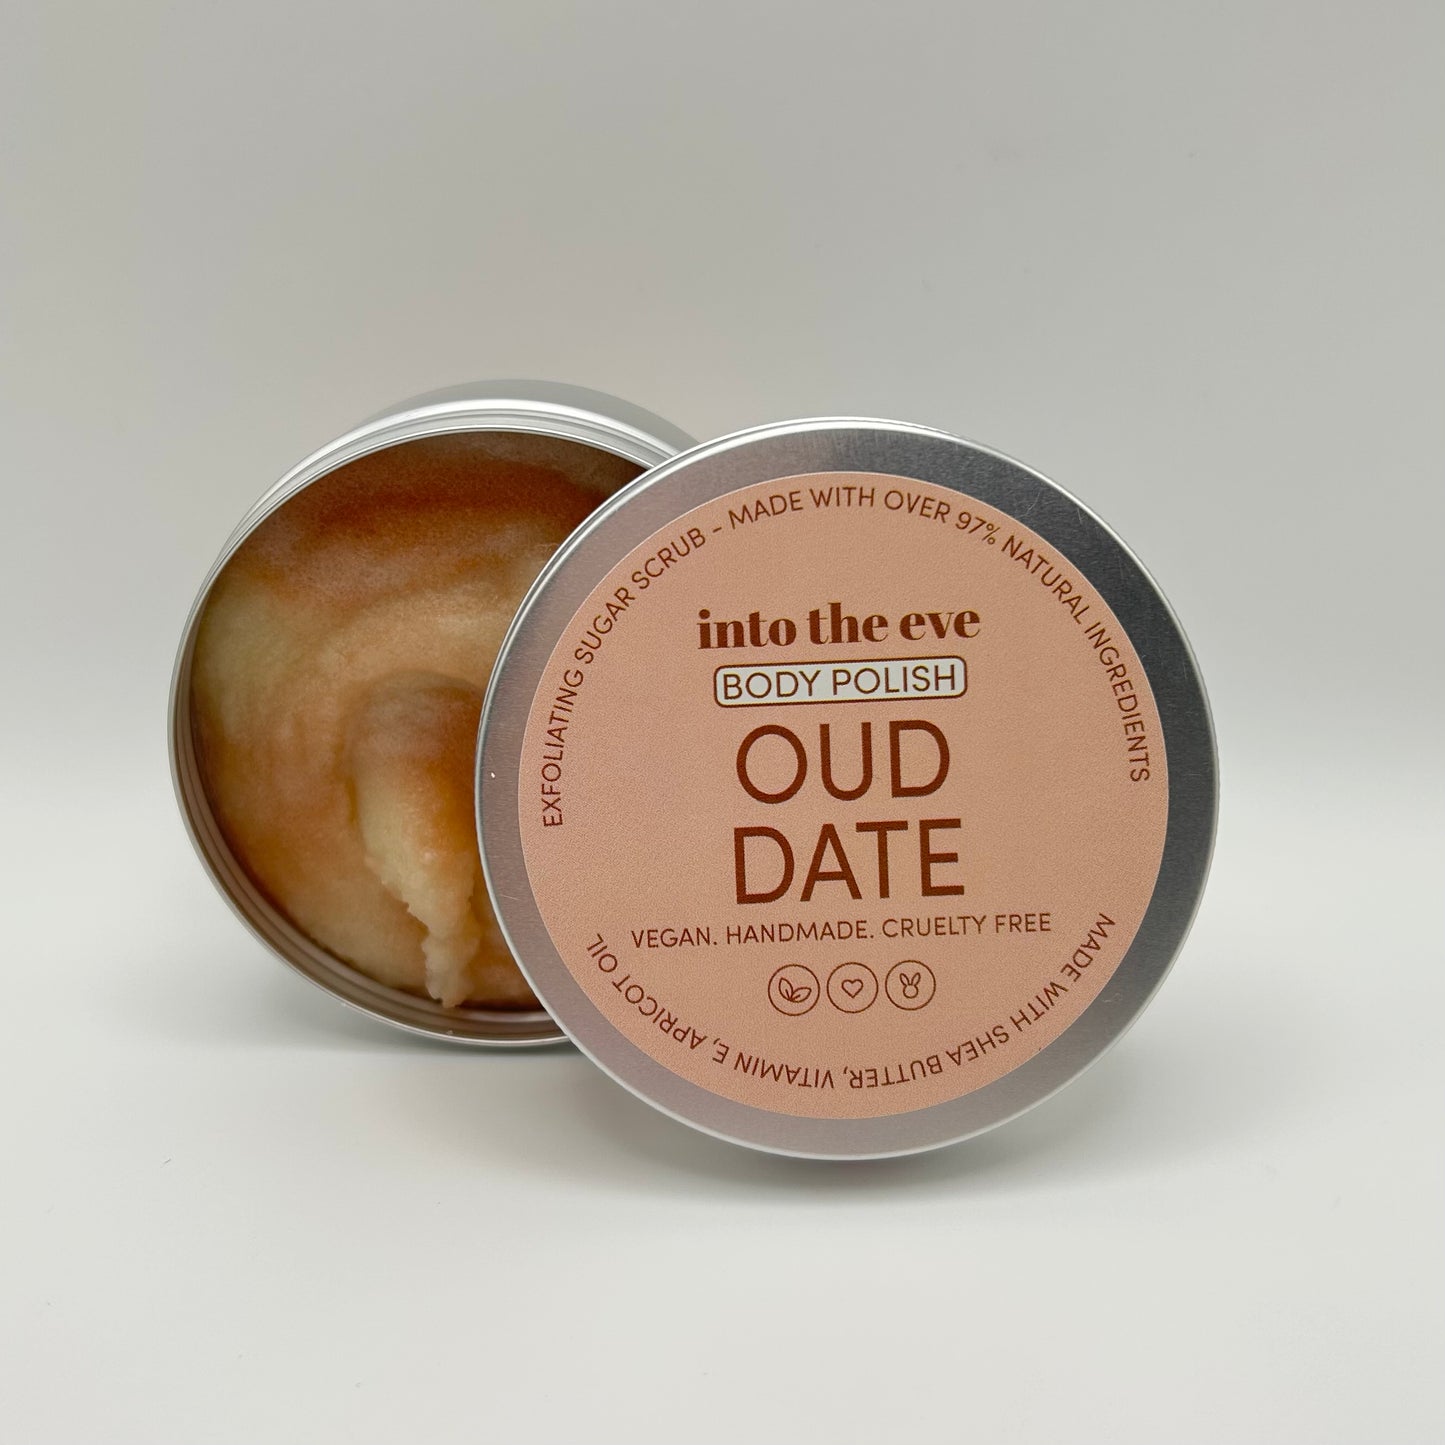 EXFOLIATING SUGAR SCRUB - MADE WITH OVER 97% NATURAL INGREDIENTS
into the eve
BODY POLISH
OUD
DATE
VEGAN. HANDMADE. CRUELTY FREE
MADE WITH SHEA BUTTER, VITAMIN E, APRICOT OIL